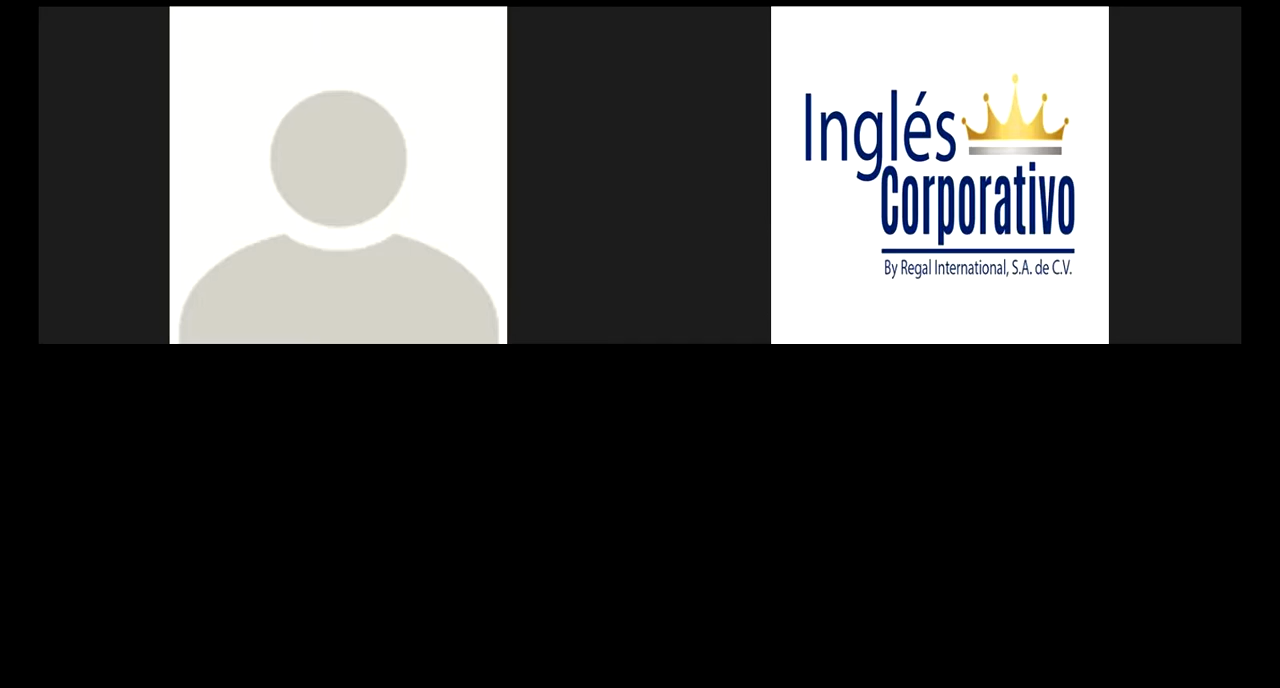 Inglés
Corporativo
By Regal International, S.A. de C.V.